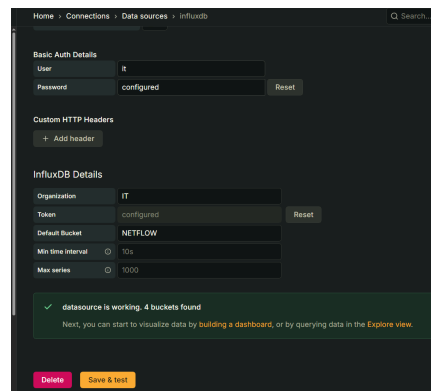 Home › Connections › Data sources › influxdb
Search...
Basic Auth Details
User it
Password configured Reset
Custom HTTP Headers
+ Add header
InfluxDB Details
Organization IT
Token configured Reset
Default Bucket NETFLOW
Min time interval 10s
Max series 1000
datasource is working. 4 buckets found
Next, you can start to visualize data by building a dashboard, or by querying data in the Explore view.
Delete Save & test